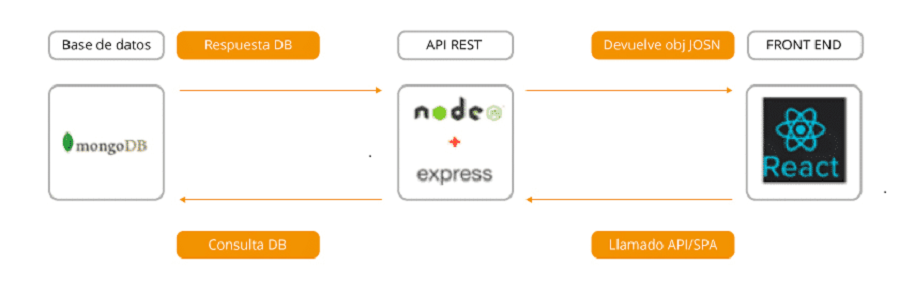 Base de datos
Respuesta DB
API REST
Devuelve obj JOSN
FRONT END
mongoDB
node
+
express
React
Consulta DB
Llamado API/SPA